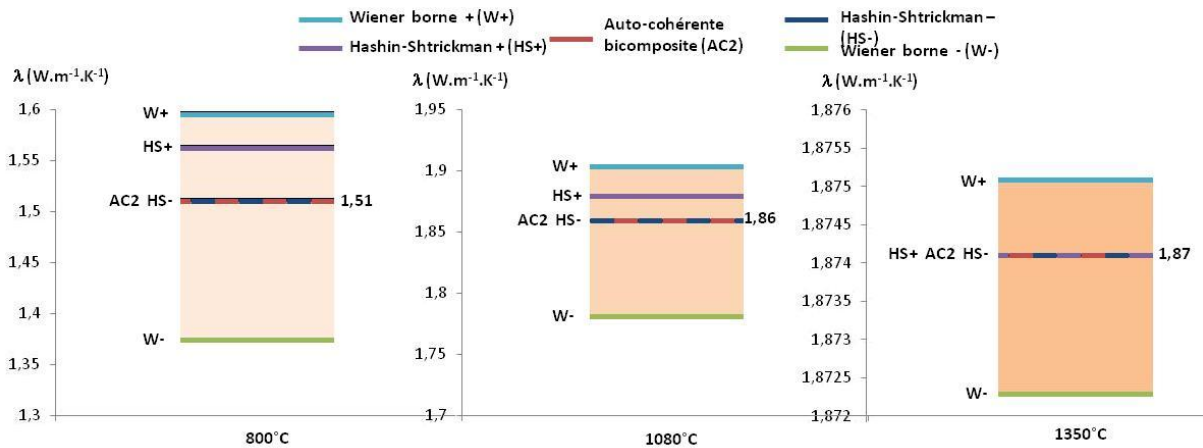 Wiener borne + (W+)
Hashin-Shtrickman + (HS+)
Auto-cohérente
bicomposite (AC2)
Hashin-Shtrickman –
(HS-)
Wiener borne - (W-)
λ (W.m⁻¹.K⁻¹)
1,6
1,55
1,5
1,45
1,4
1,35
1,3
W+
HS+
AC2 HS-
1,51
W-
800°C
λ (W.m⁻¹.K⁻¹)
1,95
1,9
1,85
1,8
1,75
1,7
W+
HS+
AC2 HS-
1,86
W-
1080°C
λ (W.m⁻¹.K⁻¹)
1,876
1,8755
1,875
1,8745
1,874
1,8735
1,873
1,8725
1,872
W+
HS+ AC2 HS-
1,87
W-
1350°C